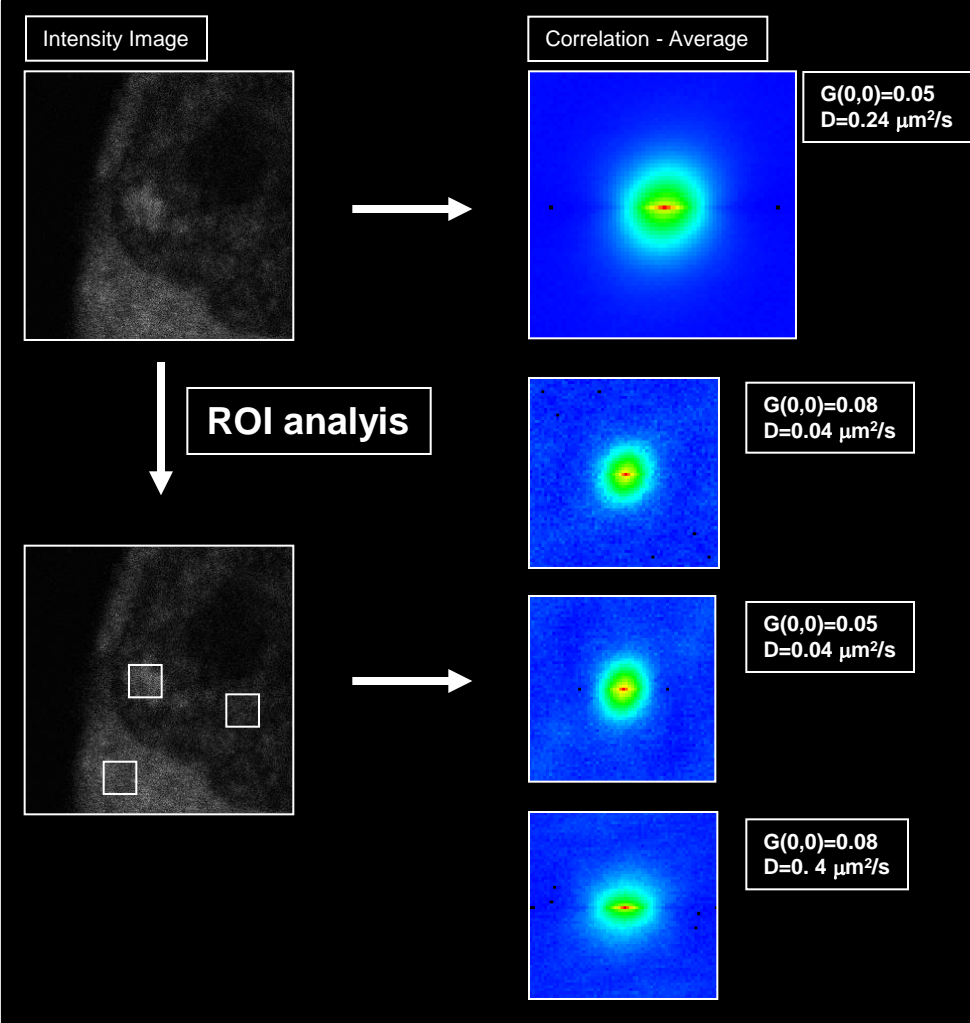 Intensity Image
Correlation - Average
G(0,0)=0.05
D=0.24 μm²/s
ROI analyis
G(0,0)=0.08
D=0.04 μm²/s
G(0,0)=0.05
D=0.04 μm²/s
G(0,0)=0.08
D=0. 4 μm²/s